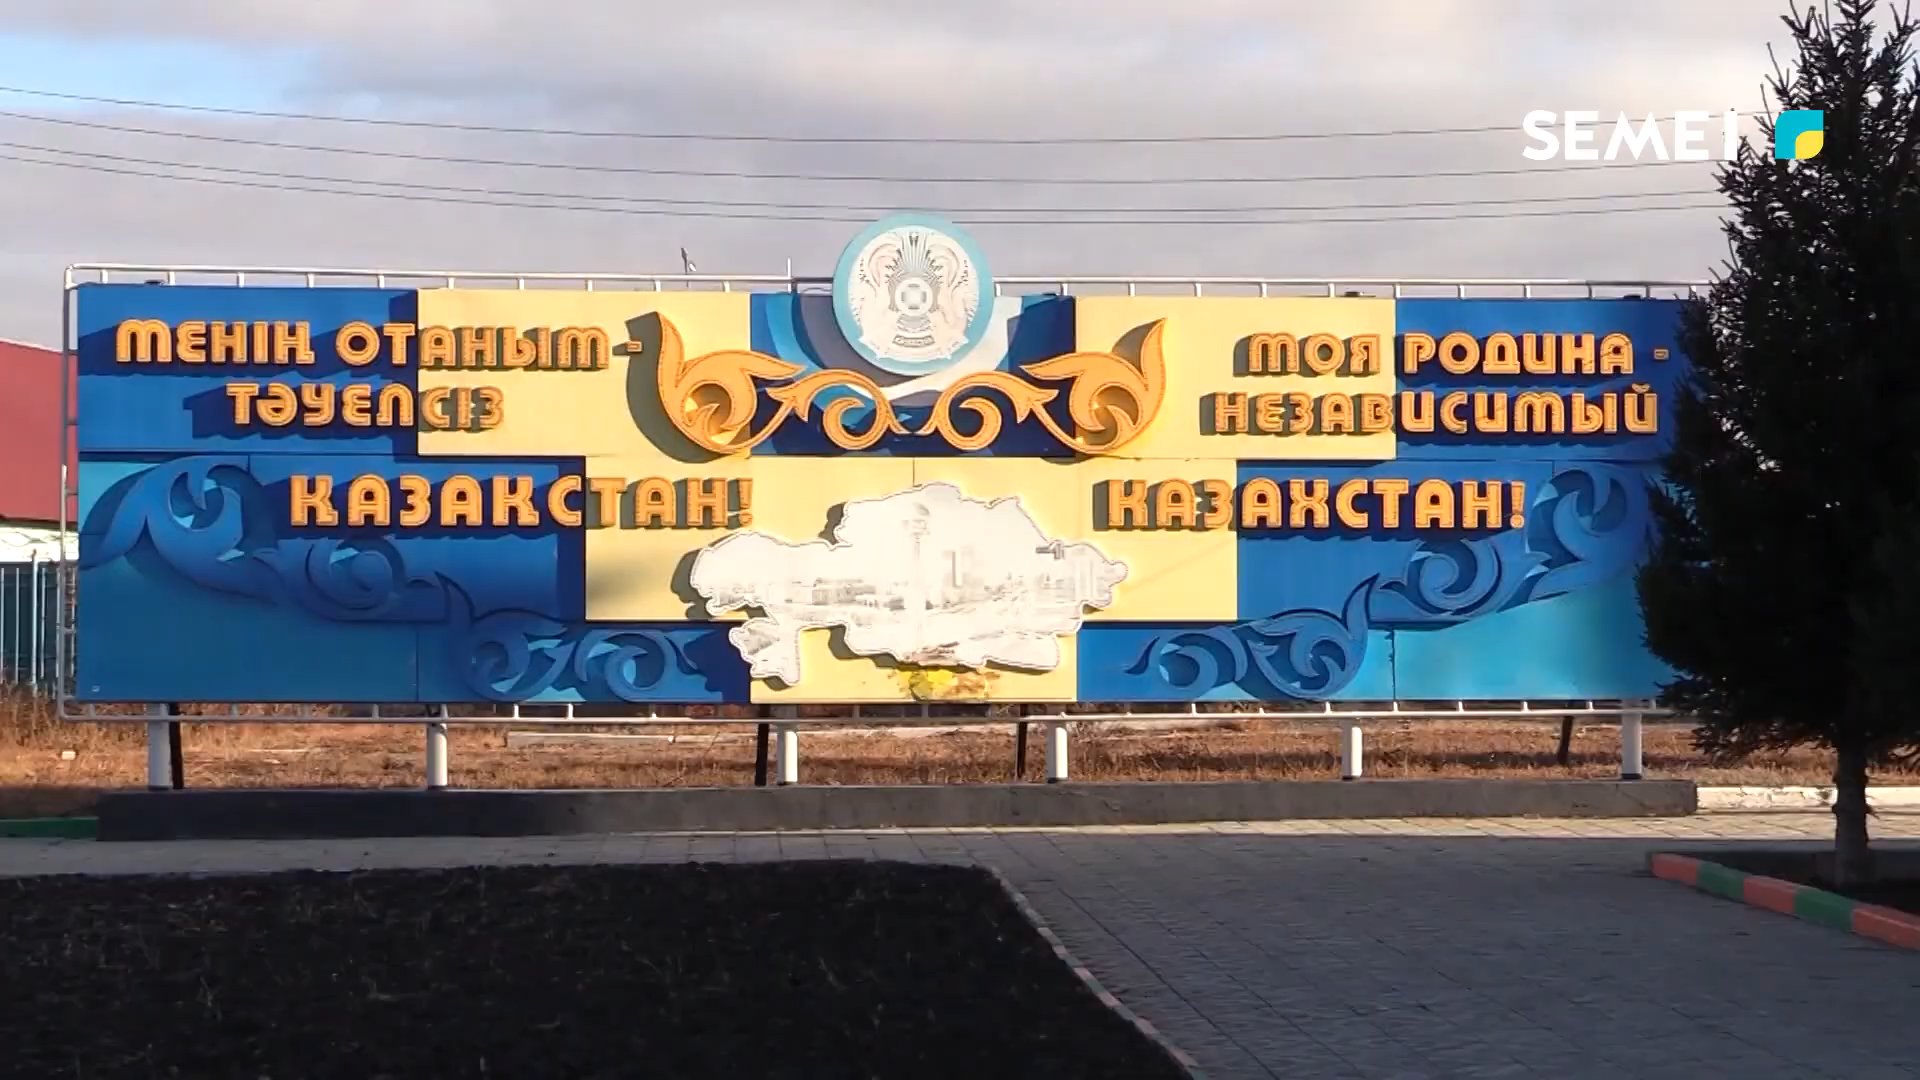 SEMEI
МЕНІҢ ОТАНЫМ -
ТӘУЕЛСІЗ
ҚАЗАҚСТАН!
МОЯ РОДИНА -
НЕЗАВИСИМЫЙ
КАЗАХСТАН!